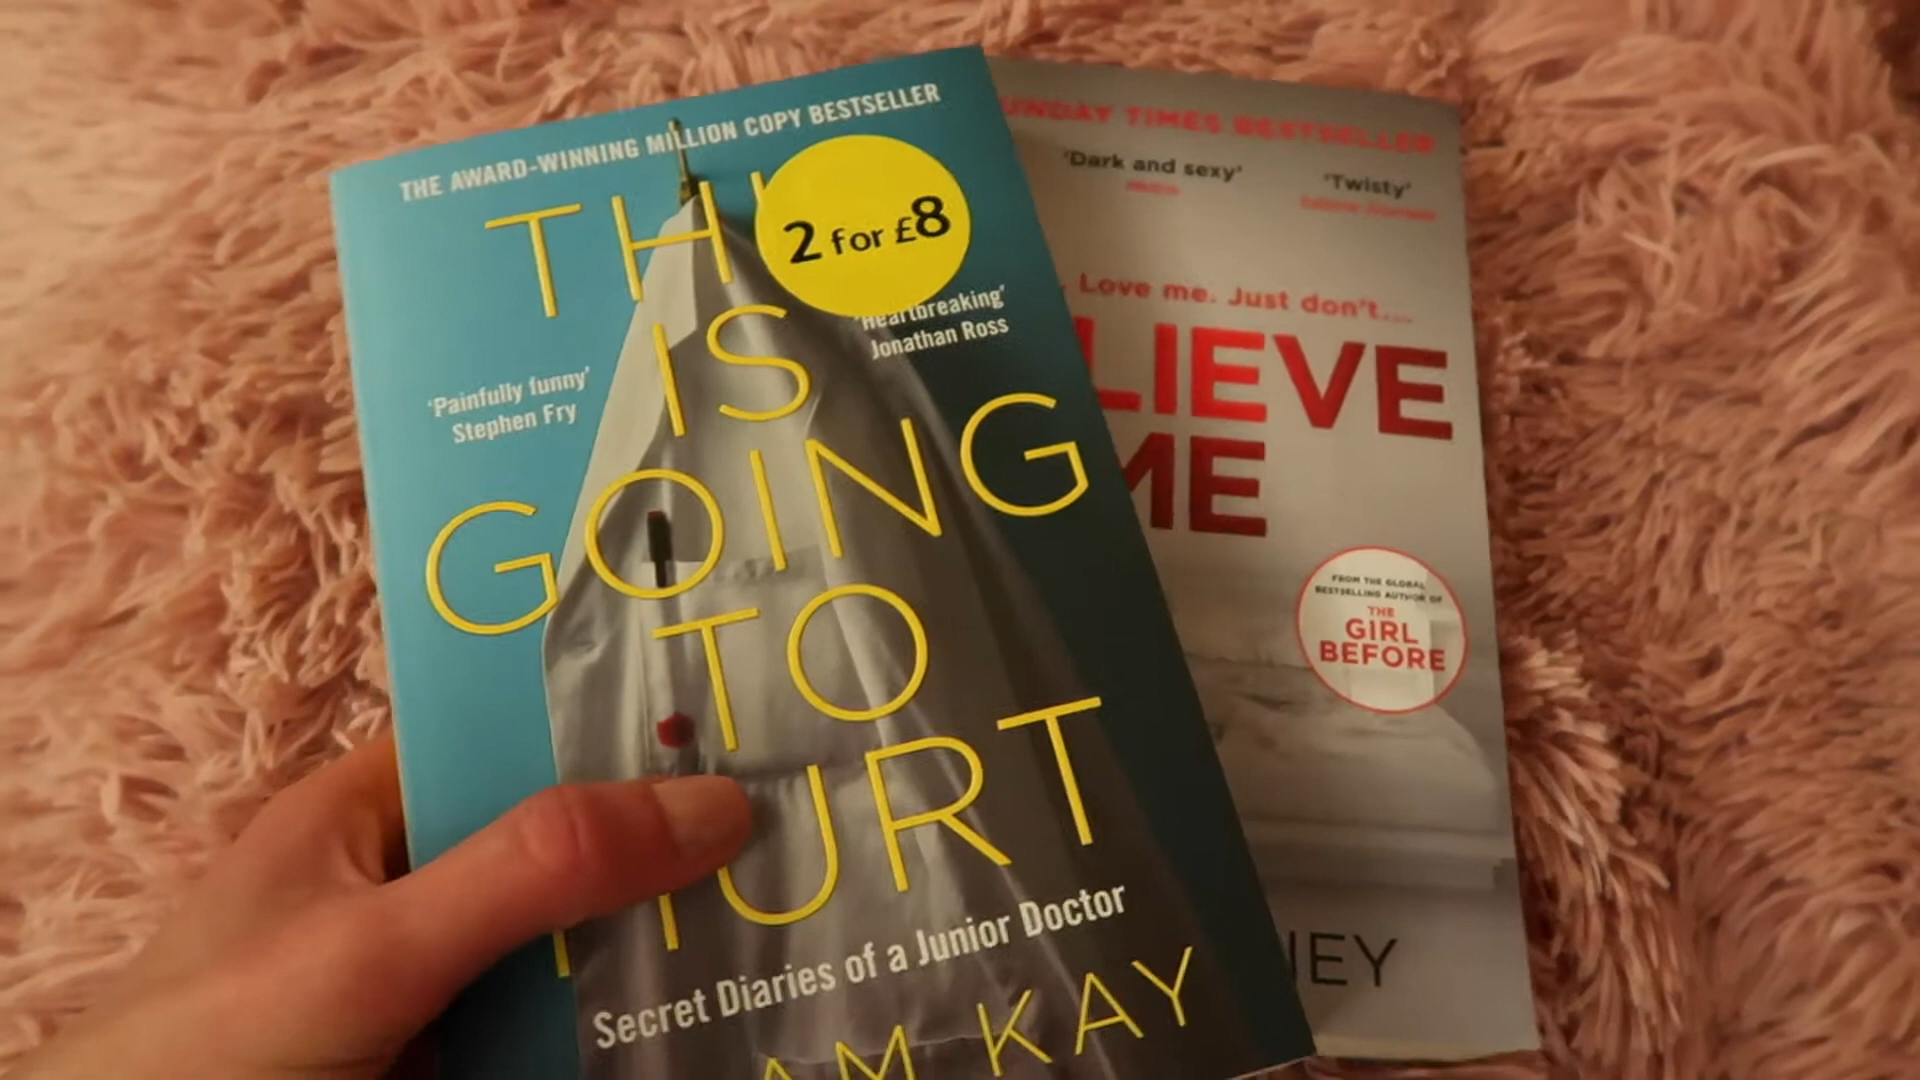 THE AWARD-WINNING MILLION COPY BESTSELLER
TH
IS
GOING
TO
HURT
2 for £8
'Heartbreaking'
Jonathan Ross
'Painfully funny'
Stephen Fry
Secret Diaries of a Junior Doctor
AM KAY
UNDAY TIMES BESTSELLER
'Dark and sexy'
'Twisty'
Love me. Just don't...
LIEVE
ME
FROM THE GLOBAL
BESTSELLING AUTHOR OF
THE
GIRL
BEFORE
NEY